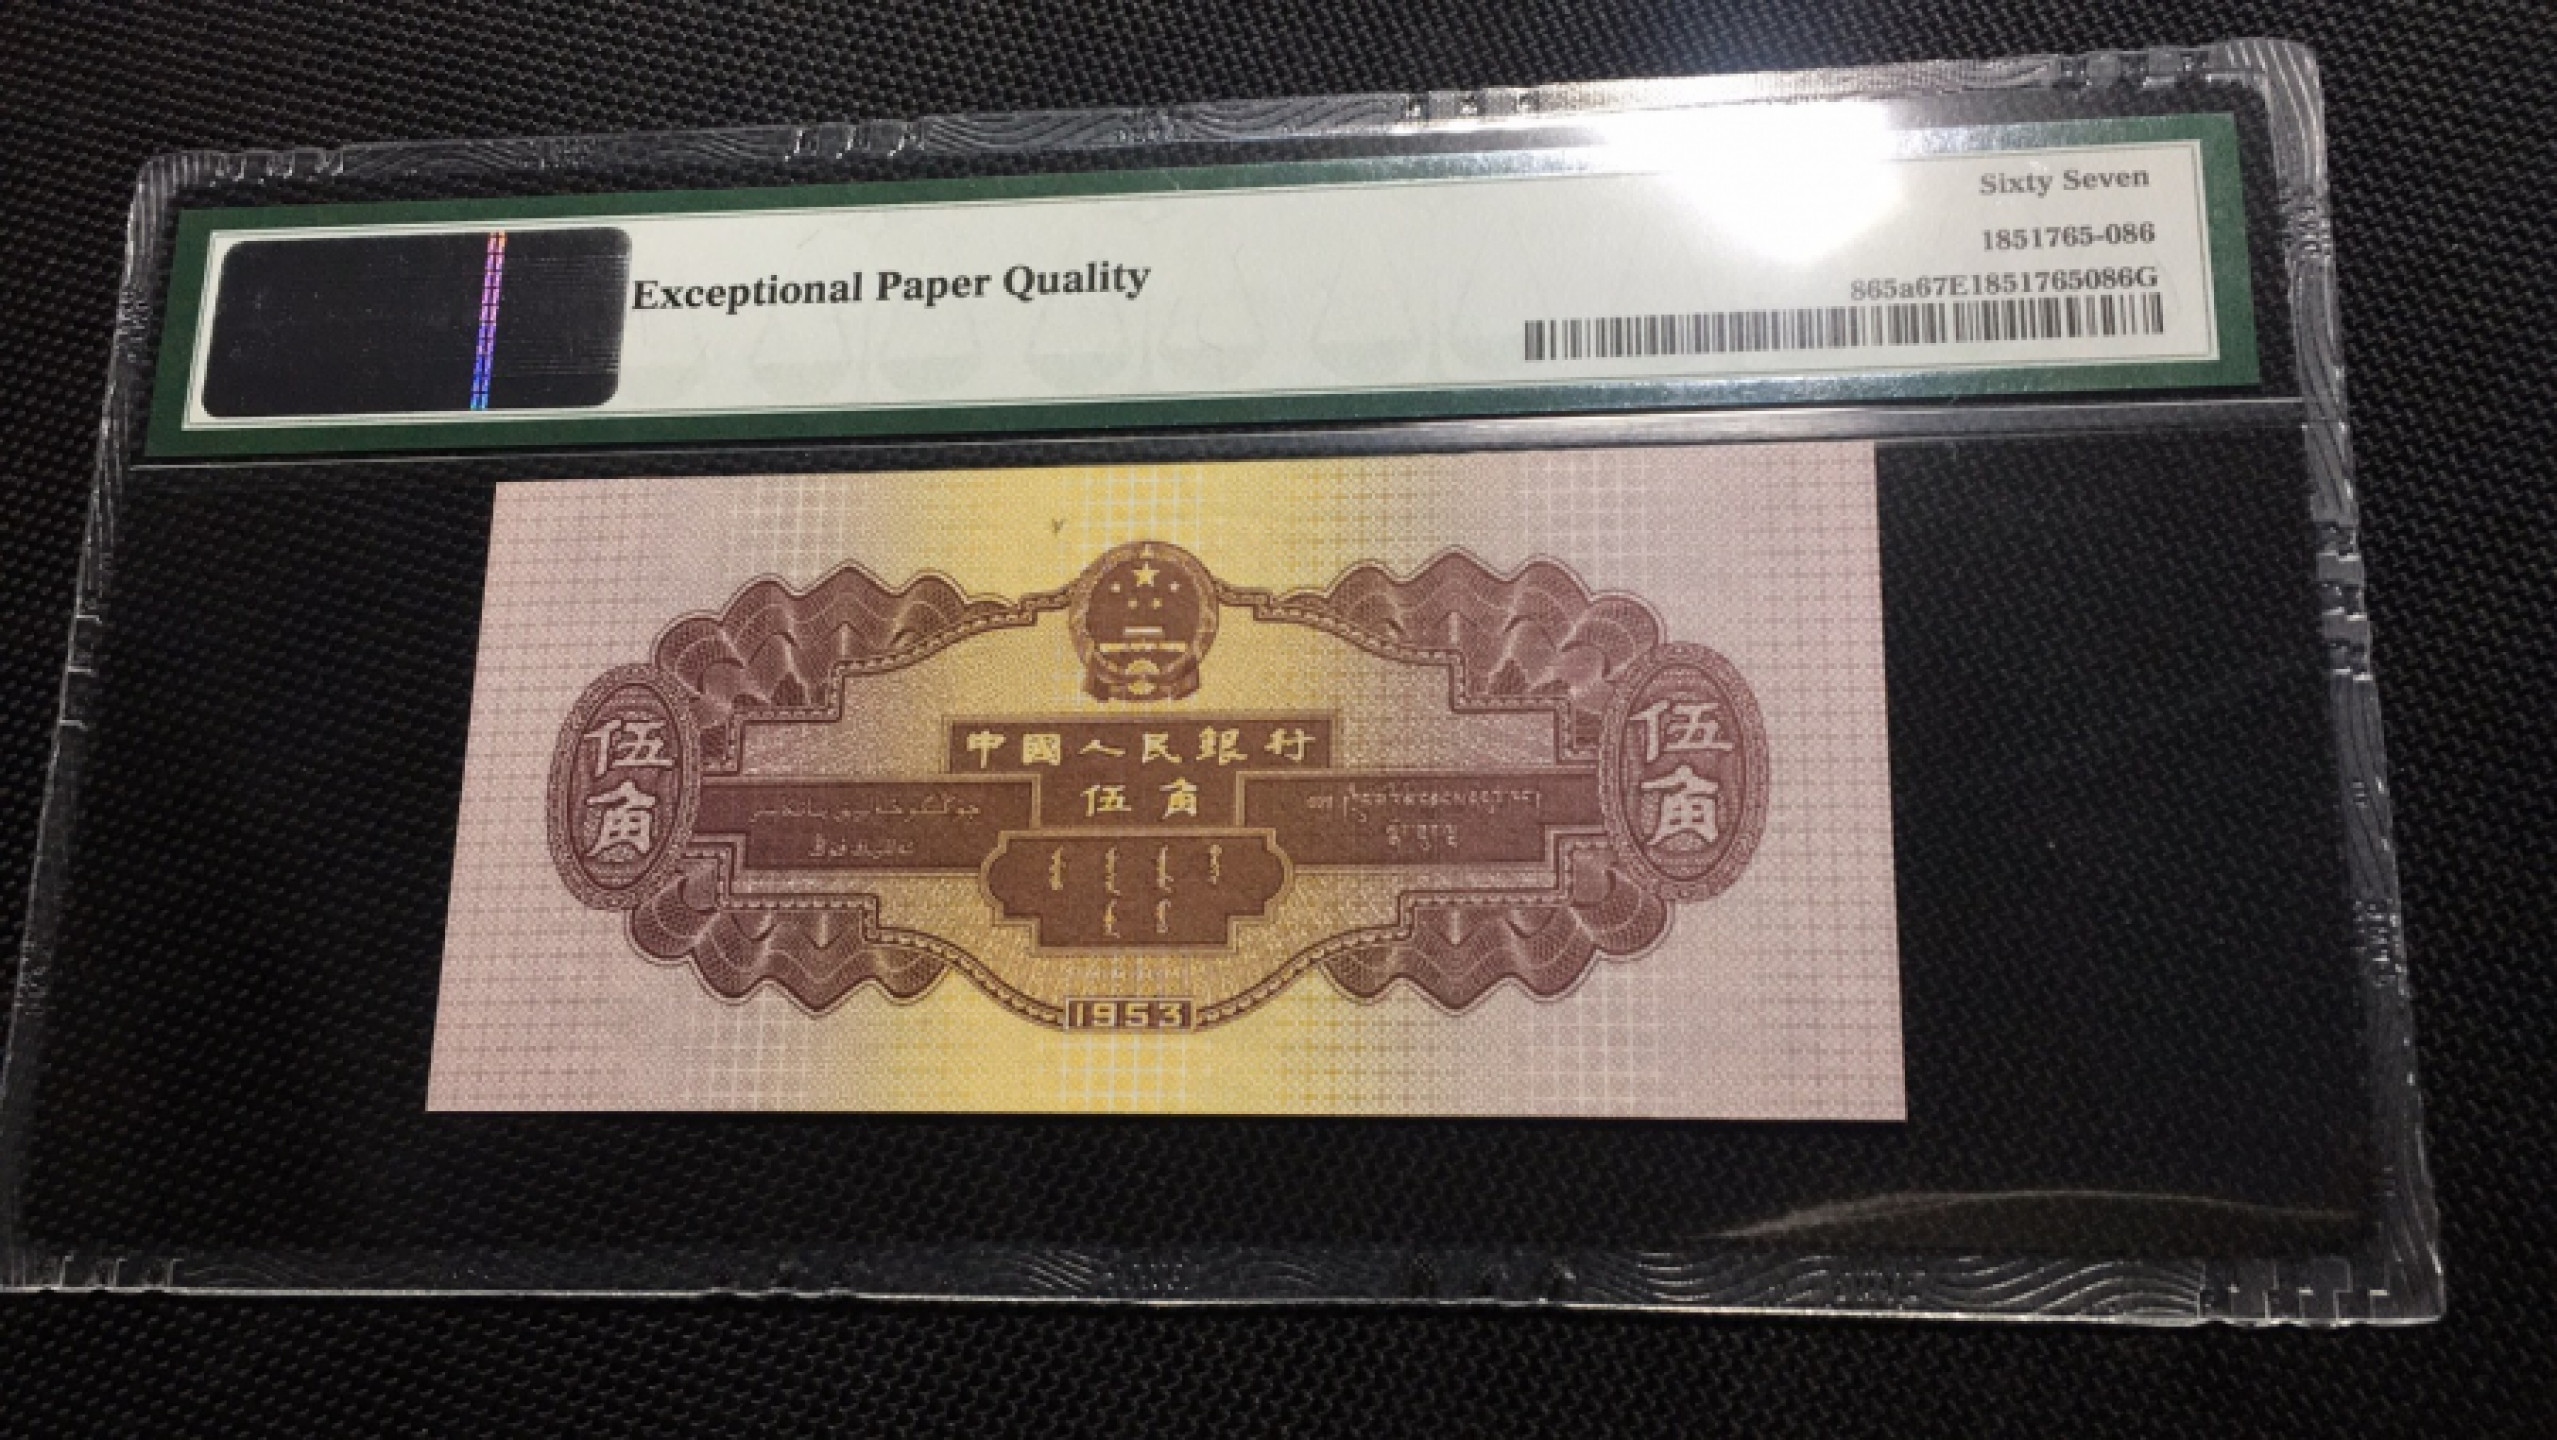 Sixty Seven
1851765-086
Exceptional Paper Quality
865a67E1851765086G
中國人民銀行
伍角
伍角
伍角
1953